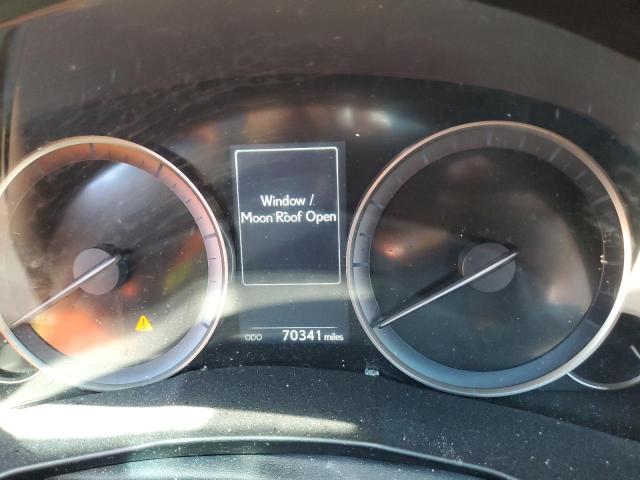 Window /
Moon Roof Open
ODO 70341 miles